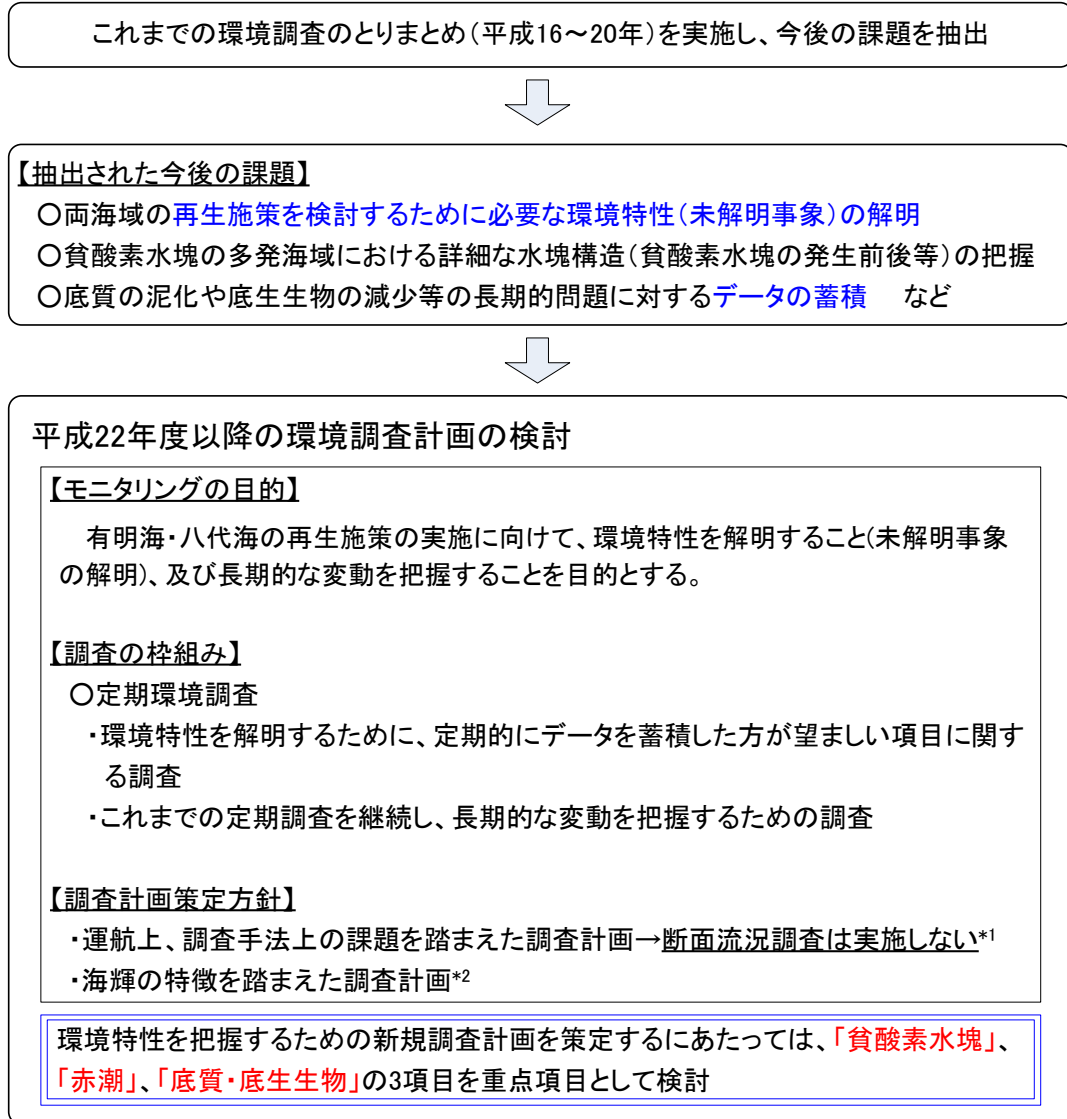 これまでの環境調査のとりまとめ（平成16～20年）を実施し、今後の課題を抽出
【抽出された今後の課題】
○両海域の再生施策を検討するために必要な環境特性（未解明事象）の解明
○貧酸素水塊の多発海域における詳細な水塊構造（貧酸素水塊の発生前後等）の把握
○底質の泥化や底生生物の減少等の長期的問題に対するデータの蓄積　など
平成22年度以降の環境調査計画の検討
【モニタリングの目的】
有明海・八代海の再生施策の実施に向けて、環境特性を解明すること(未解明事象
の解明)、及び長期的な変動を把握することを目的とする。
【調査の枠組み】
○定期環境調査
・環境特性を解明するために、定期的にデータを蓄積した方が望ましい項目に関す
る調査
・これまでの定期調査を継続し、長期的な変動を把握するための調査
【調査計画策定方針】
・運航上、調査手法上の課題を踏まえた調査計画→断面流況調査は実施しない*1
・海輝の特徴を踏まえた調査計画*2
環境特性を把握するための新規調査計画を策定するにあたっては、「貧酸素水塊」、
「赤潮」、「底質・底生生物」の3項目を重点項目として検討